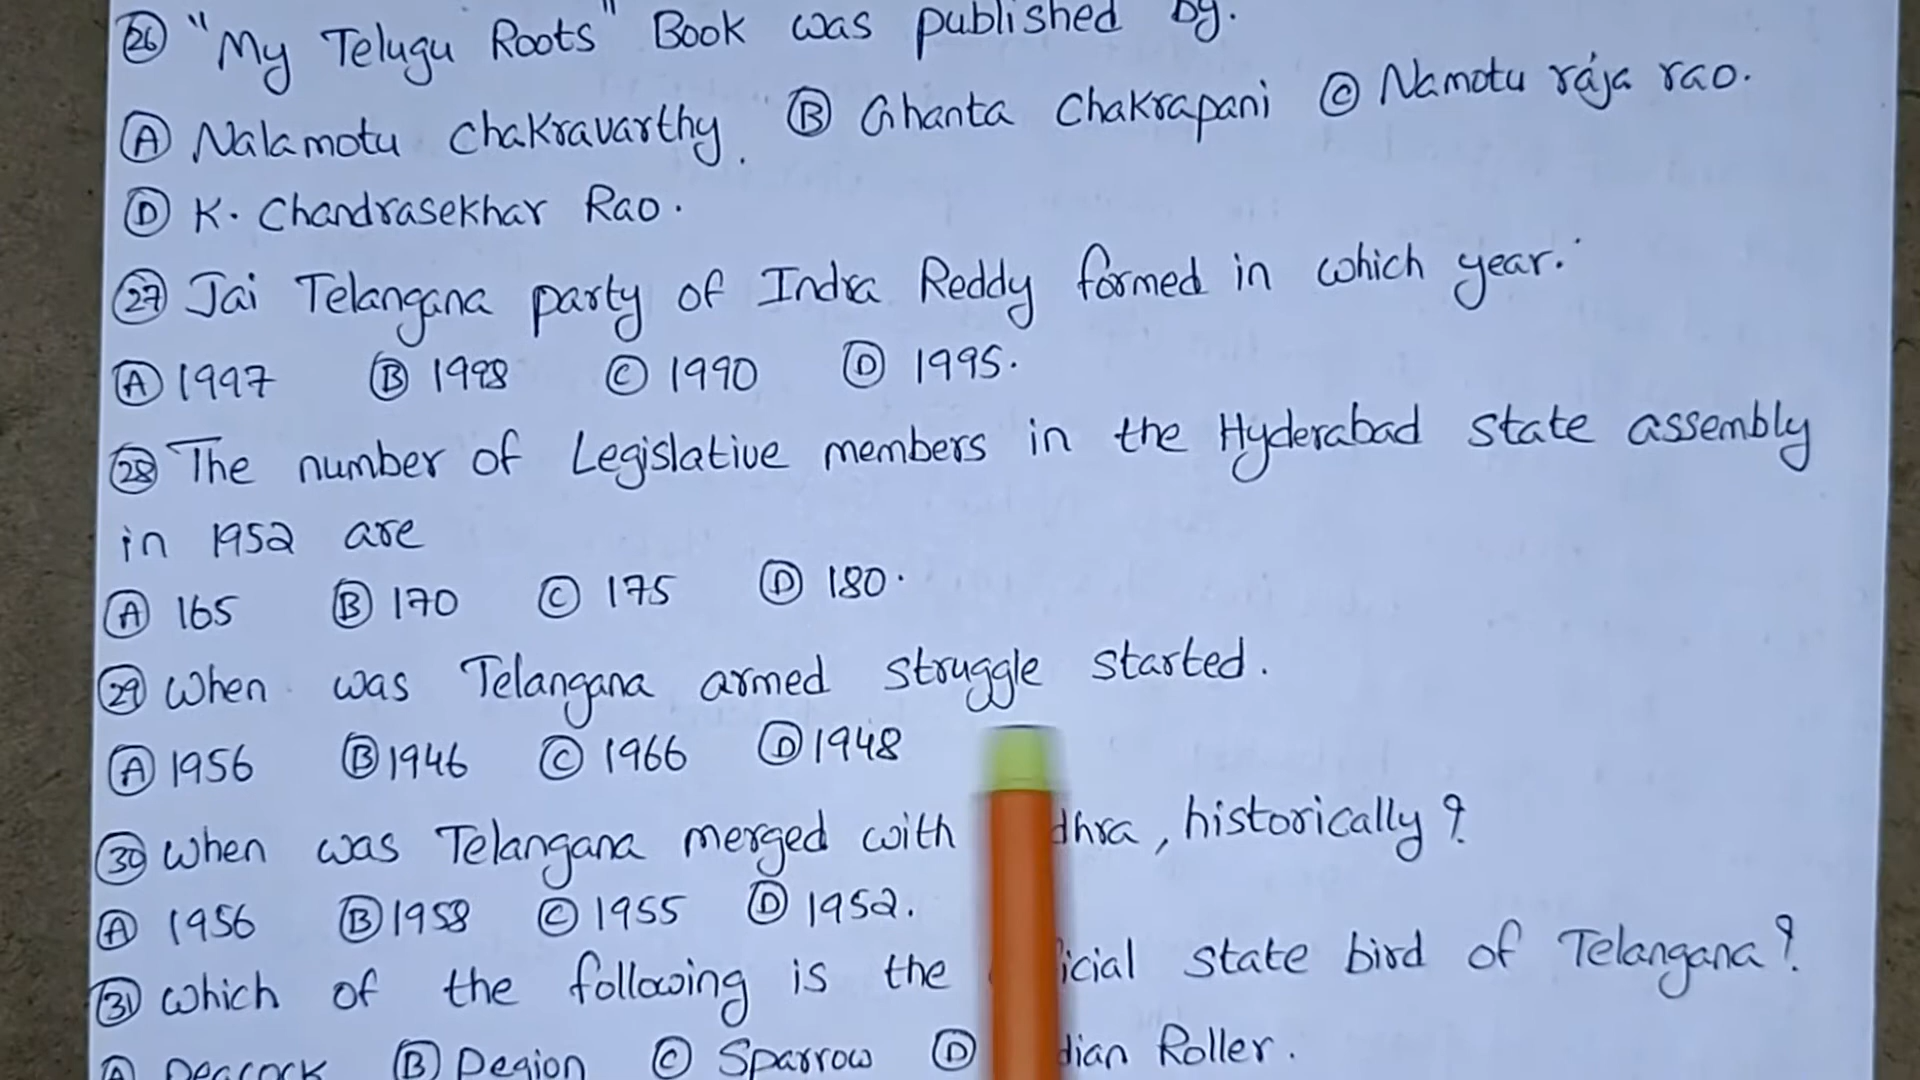 26 "My Telugu Roots" Book was published by.
A Nalamotu Chakravarthy. B Ghanta Chakrapani C Namotu raja rao.
D K. Chandrasekhar Rao.
27 Jai Telangana party of Indra Reddy formed in which year.
A 1997 B 1998 C 1990 D 1995.
28 The number of Legislative members in the Hyderabad state assembly
in 1952 are
A 165 B 170 C 175 D 180.
29 When was Telangana armed struggle started.
A 1956 B 1946 C 1966 D 1948
30 When was Telangana merged with dhra, historically?
A 1956 B 1958 C 1955 D 1952.
31 Which of the following is the icial state bird of Telangana?
A Peacock B Pegion C Sparrow D dian Roller.